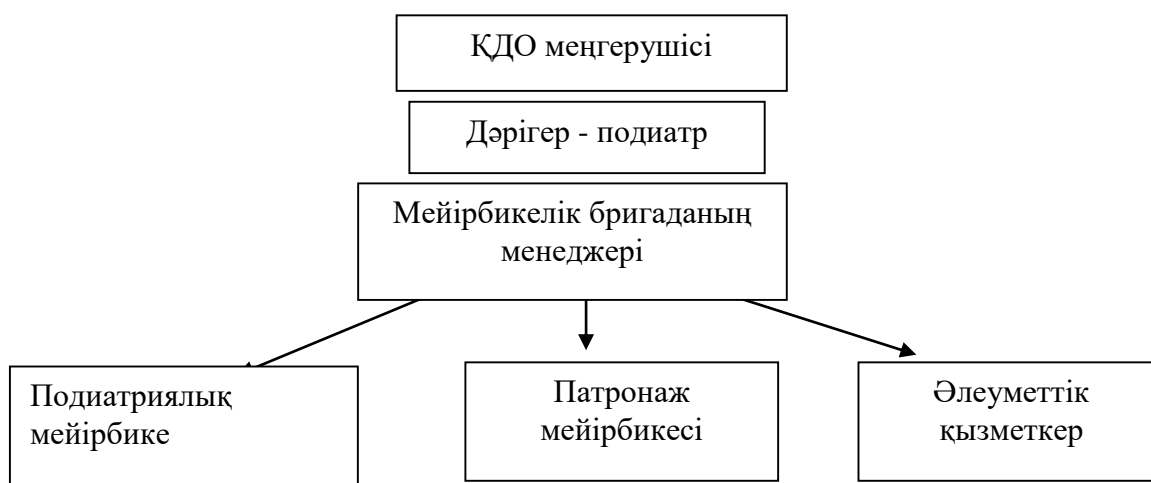 ҚДО меңгерушісі
Дәрігер - подиатр
Мейірбикелік бригаданың
менеджері
Подиатриялық
мейірбике
Патронаж
мейірбикесі
Әлеуметтік
қызметкер